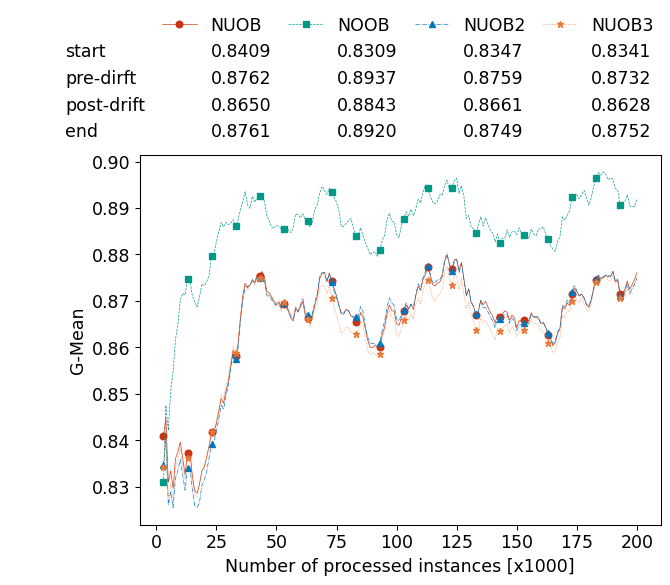 NUOB NOOB NUOB2 NUOB3
start 0.8409 0.8309 0.8347 0.8341
pre-dirft 0.8762 0.8937 0.8759 0.8732
post-drift 0.8650 0.8843 0.8661 0.8628
end 0.8761 0.8920 0.8749 0.8752
0.90
0.89
0.88
0.87
0.86
0.85
0.84
0.83
G-Mean
0 25 50 75 100 125 150 175 200
Number of processed instances [x1000]